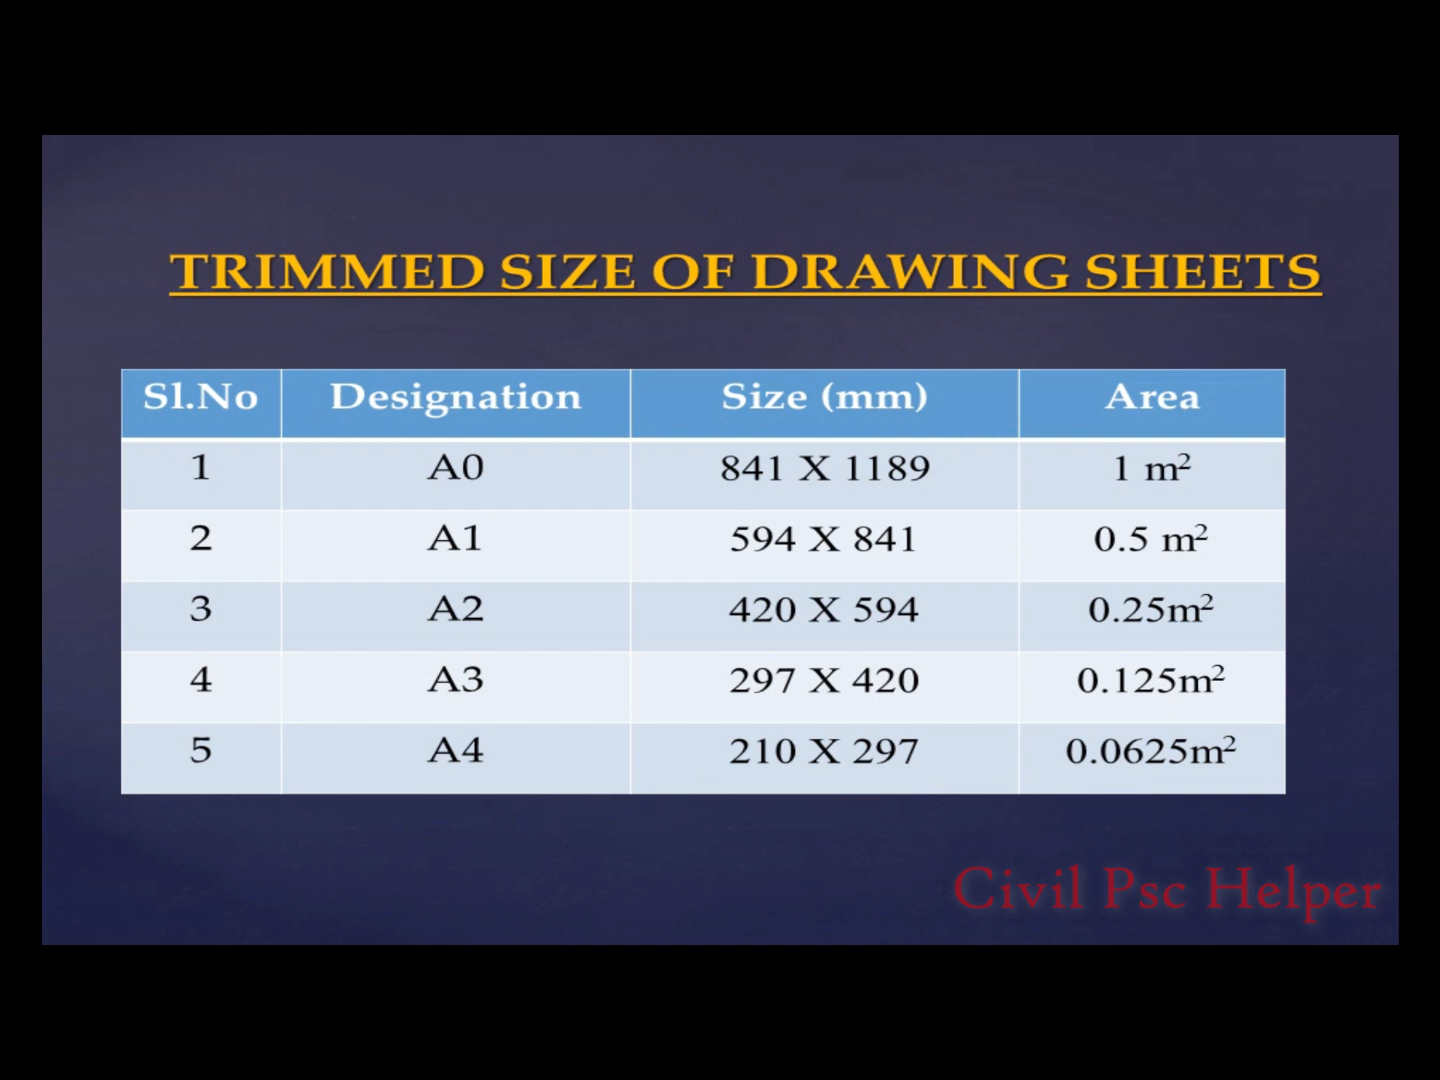 TRIMMED SIZE OF DRAWING SHEETS
Sl.No Designation Size (mm) Area
1 A0 841 X 1189 1 m²
2 A1 594 X 841 0.5 m²
3 A2 420 X 594 0.25m²
4 A3 297 X 420 0.125m²
5 A4 210 X 297 0.0625m²
Civil Psc Helper